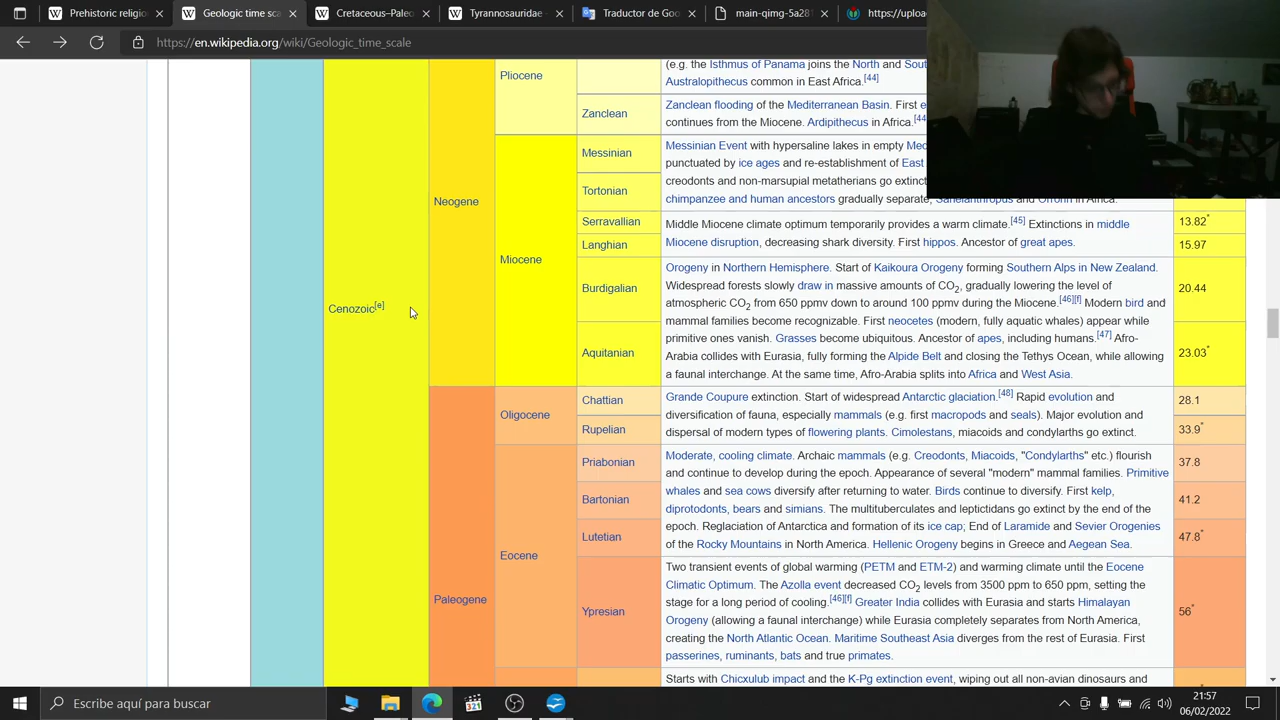 Prehistoric religio
Geologic time sca
Cretaceous–Paleo
Tyrannosauridae -
Traductor de Goo
main-qimg-5a281
https://upload
https://en.wikipedia.org/wiki/Geologic_time_scale
Cenozoic[e]
Neogene
Pliocene
(e.g. the Isthmus of Panama joins the North and Sout
Australopithecus common in East Africa.[44]
Zanclean
Zanclean flooding of the Mediterranean Basin. First e
continues from the Miocene. Ardipithecus in Africa.[44
Miocene
Messinian
Messinian Event with hypersaline lakes in empty Med
punctuated by ice ages and re-establishment of East
Tortonian
creodonts and non-marsupial metatherians go extinct
chimpanzee and human ancestors gradually separate; Sahelanthropus and Orrorin in Africa.
Serravallian
Middle Miocene climate optimum temporarily provides a warm climate.[45] Extinctions in middle
13.82*
Langhian
Miocene disruption, decreasing shark diversity. First hippos. Ancestor of great apes.
15.97
Burdigalian
Orogeny in Northern Hemisphere. Start of Kaikoura Orogeny forming Southern Alps in New Zealand.
Widespread forests slowly draw in massive amounts of CO2, gradually lowering the level of
atmospheric CO2 from 650 ppmv down to around 100 ppmv during the Miocene.[46][f] Modern bird and
20.44
mammal families become recognizable. First neocetes (modern, fully aquatic whales) appear while
Aquitanian
primitive ones vanish. Grasses become ubiquitous. Ancestor of apes, including humans.[47] Afro-
Arabia collides with Eurasia, fully forming the Alpide Belt and closing the Tethys Ocean, while allowing
a faunal interchange. At the same time, Afro-Arabia splits into Africa and West Asia.
23.03*
Paleogene
Oligocene
Chattian
Grande Coupure extinction. Start of widespread Antarctic glaciation.[48] Rapid evolution and
28.1
diversification of fauna, especially mammals (e.g. first macropods and seals). Major evolution and
Rupelian
dispersal of modern types of flowering plants. Cimolestans, miacoids and condylarths go extinct.
33.9*
Eocene
Priabonian
Moderate, cooling climate. Archaic mammals (e.g. Creodonts, Miacoids, "Condylarths" etc.) flourish
37.8
and continue to develop during the epoch. Appearance of several "modern" mammal families. Primitive
Bartonian
whales and sea cows diversify after returning to water. Birds continue to diversify. First kelp,
41.2
diprotodonts, bears and simians. The multituberculates and leptictidans go extinct by the end of the
Lutetian
epoch. Reglaciation of Antarctica and formation of its ice cap; End of Laramide and Sevier Orogenies
47.8*
of the Rocky Mountains in North America. Hellenic Orogeny begins in Greece and Aegean Sea.
Ypresian
Two transient events of global warming (PETM and ETM-2) and warming climate until the Eocene
Climatic Optimum. The Azolla event decreased CO2 levels from 3500 ppm to 650 ppm, setting the
stage for a long period of cooling.[46][f] Greater India collides with Eurasia and starts Himalayan
56*
Orogeny (allowing a faunal interchange) while Eurasia completely separates from North America,
creating the North Atlantic Ocean. Maritime Southeast Asia diverges from the rest of Eurasia. First
passerines, ruminants, bats and true primates.
Starts with Chicxulub impact and the K-Pg extinction event, wiping out all non-avian dinosaurs and
Escribe aquí para buscar
321
21:57
06/02/2022